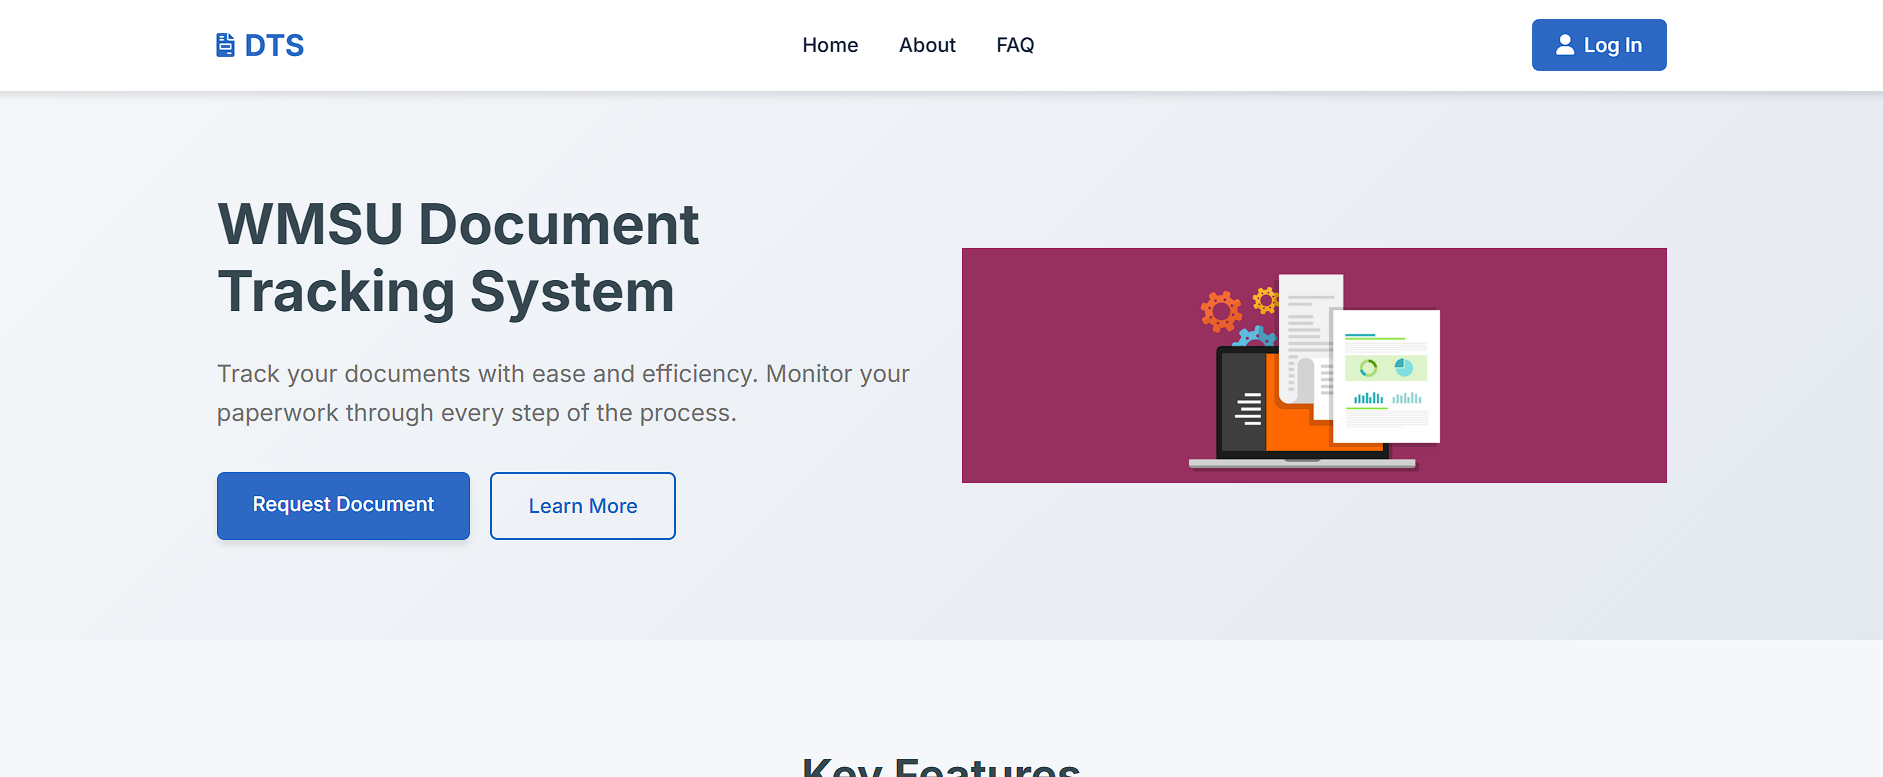 DTS
Home
About
FAQ
Log In
WMSU Document
Tracking System
Track your documents with ease and efficiency. Monitor your
paperwork through every step of the process.
Request Document
Learn More
Key Features